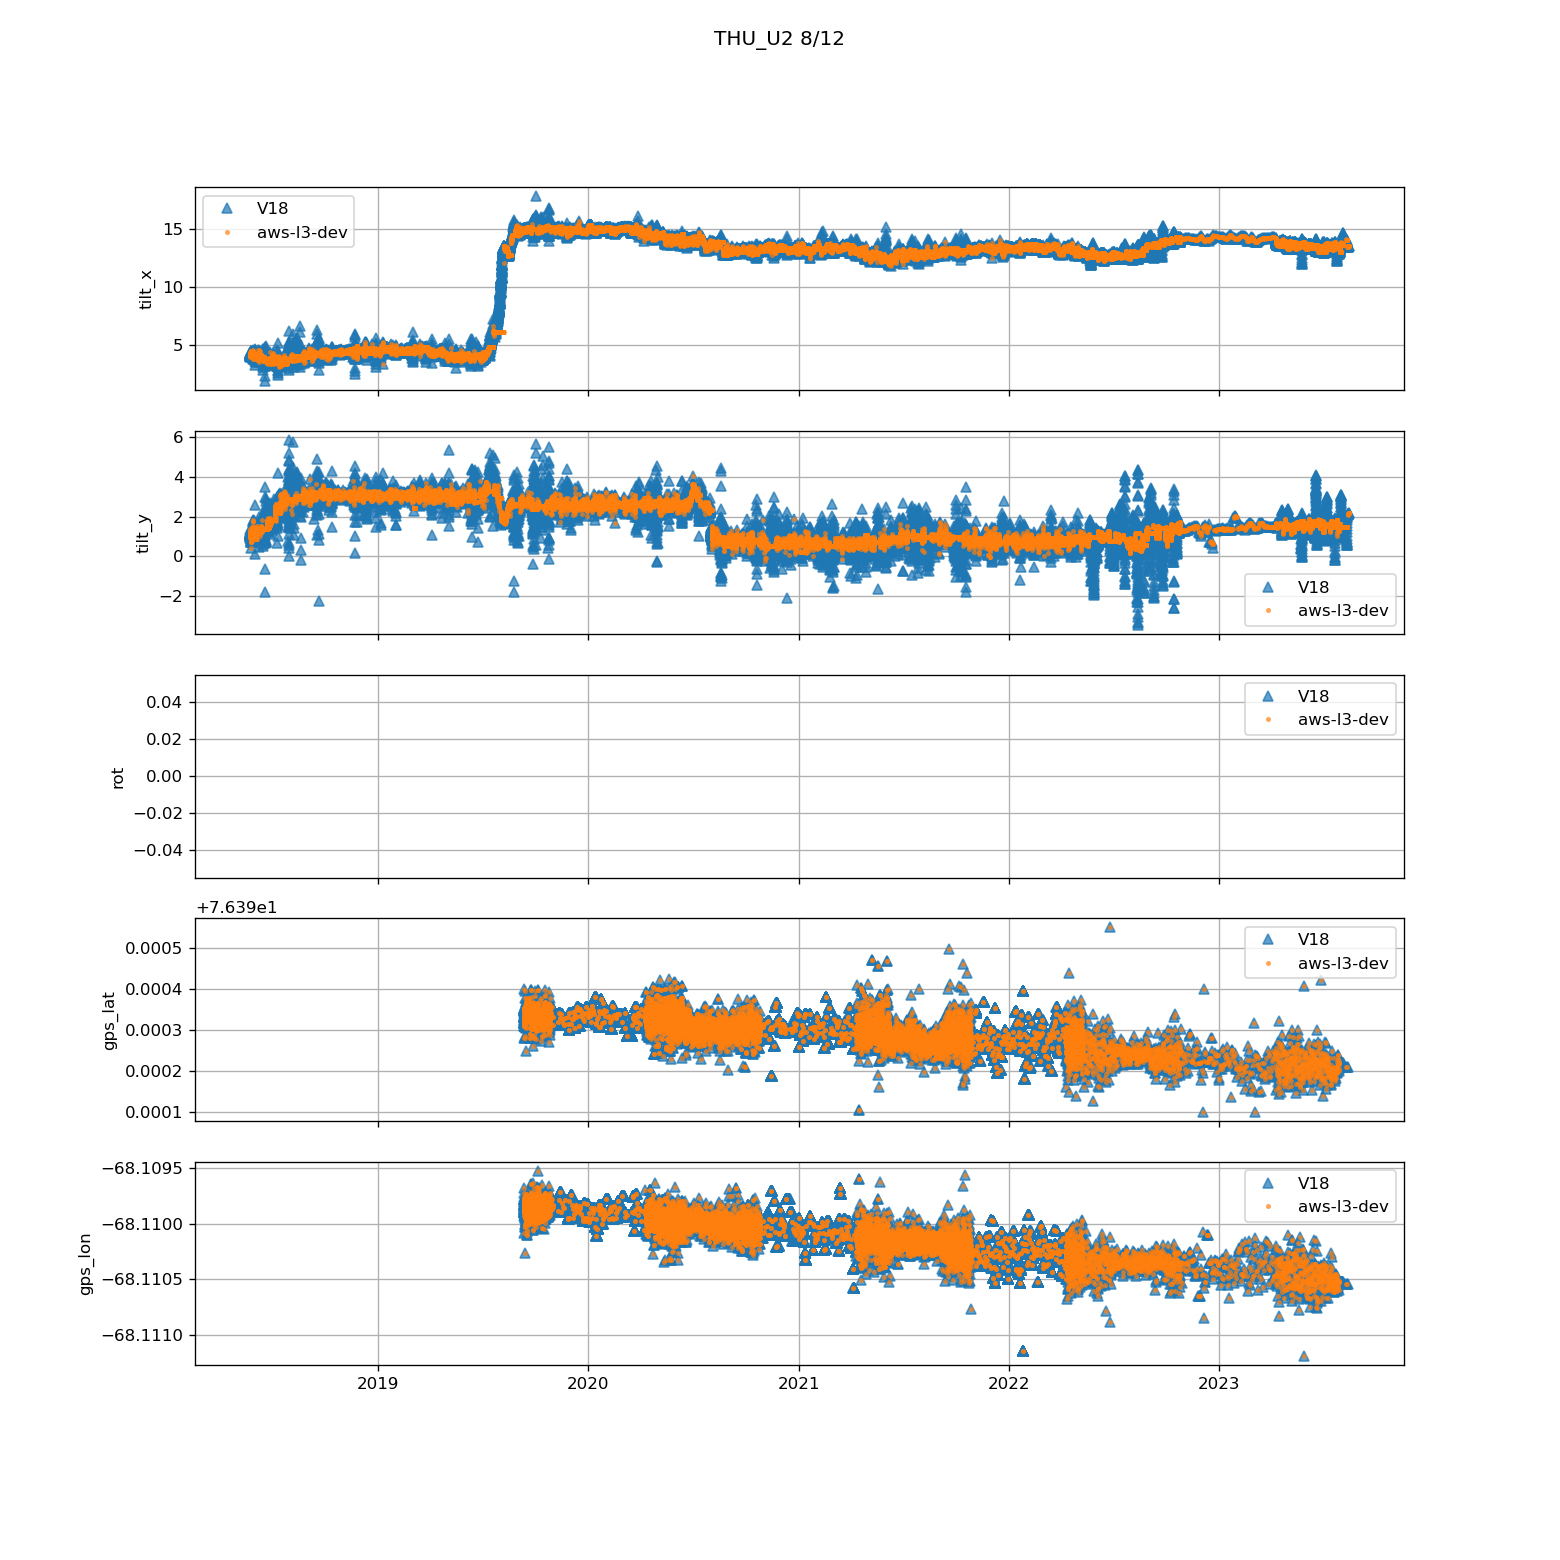 THU_U2 8/12
V18
aws-l3-dev
15
10
5
tilt_x
6
4
2
0
−2
tilt_y
V18
aws-l3-dev
0.04
0.02
0.00
−0.02
−0.04
rot
V18
aws-l3-dev
+7.639e1
0.0005
0.0004
0.0003
0.0002
0.0001
gps_lat
V18
aws-l3-dev
−68.1095
−68.1100
−68.1105
−68.1110
gps_lon
V18
aws-l3-dev
2019
2020
2021
2022
2023